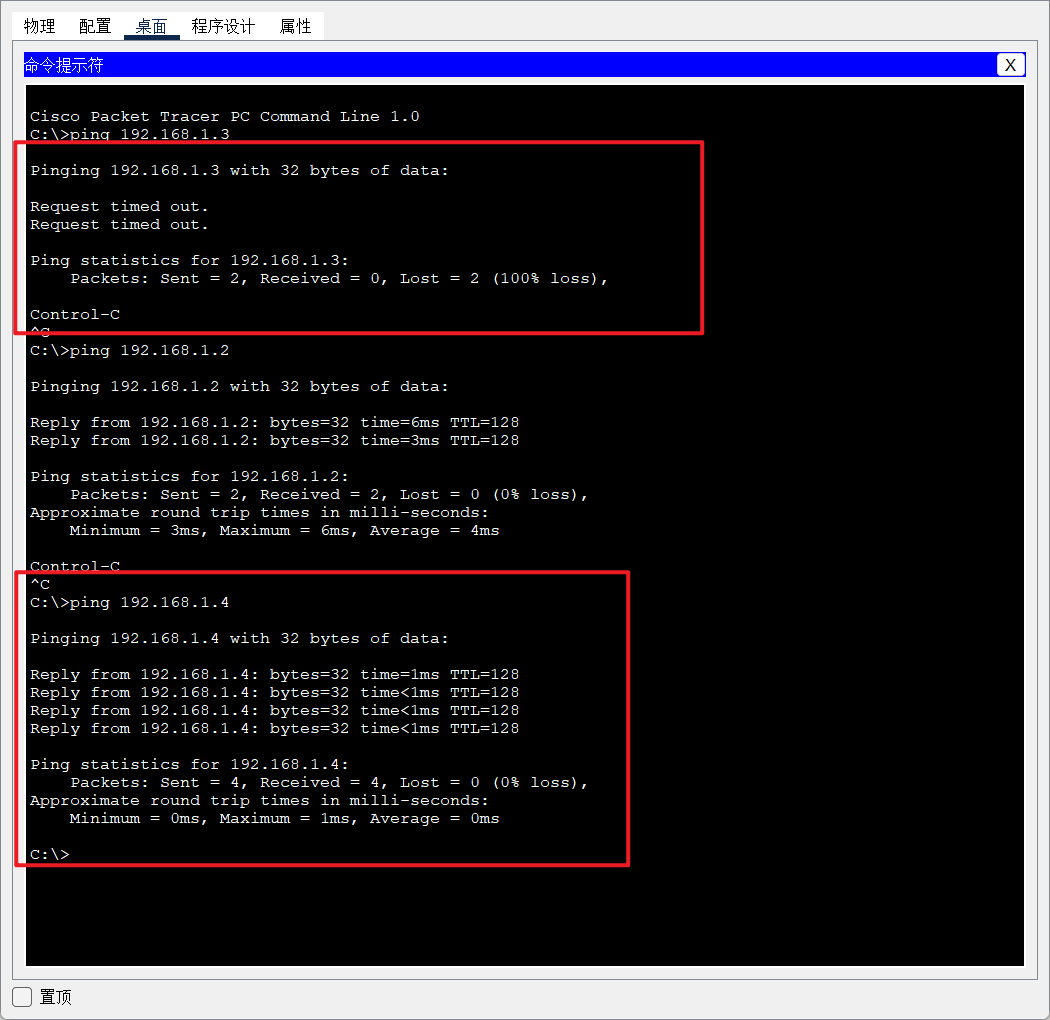 物理 配置 桌面 程序设计 属性
命令提示符 X
Cisco Packet Tracer PC Command Line 1.0
C:\>ping 192.168.1.3
Pinging 192.168.1.3 with 32 bytes of data:
Request timed out.
Request timed out.
Ping statistics for 192.168.1.3:
Packets: Sent = 2, Received = 0, Lost = 2 (100% loss),
Control-C
^C
C:\>ping 192.168.1.2
Pinging 192.168.1.2 with 32 bytes of data:
Reply from 192.168.1.2: bytes=32 time=6ms TTL=128
Reply from 192.168.1.2: bytes=32 time=3ms TTL=128
Ping statistics for 192.168.1.2:
Packets: Sent = 2, Received = 2, Lost = 0 (0% loss),
Approximate round trip times in milli-seconds:
Minimum = 3ms, Maximum = 6ms, Average = 4ms
Control-C
^C
C:\>ping 192.168.1.4
Pinging 192.168.1.4 with 32 bytes of data:
Reply from 192.168.1.4: bytes=32 time=1ms TTL=128
Reply from 192.168.1.4: bytes=32 time<1ms TTL=128
Reply from 192.168.1.4: bytes=32 time<1ms TTL=128
Reply from 192.168.1.4: bytes=32 time<1ms TTL=128
Ping statistics for 192.168.1.4:
Packets: Sent = 4, Received = 4, Lost = 0 (0% loss),
Approximate round trip times in milli-seconds:
Minimum = 0ms, Maximum = 1ms, Average = 0ms
C:\>
置顶